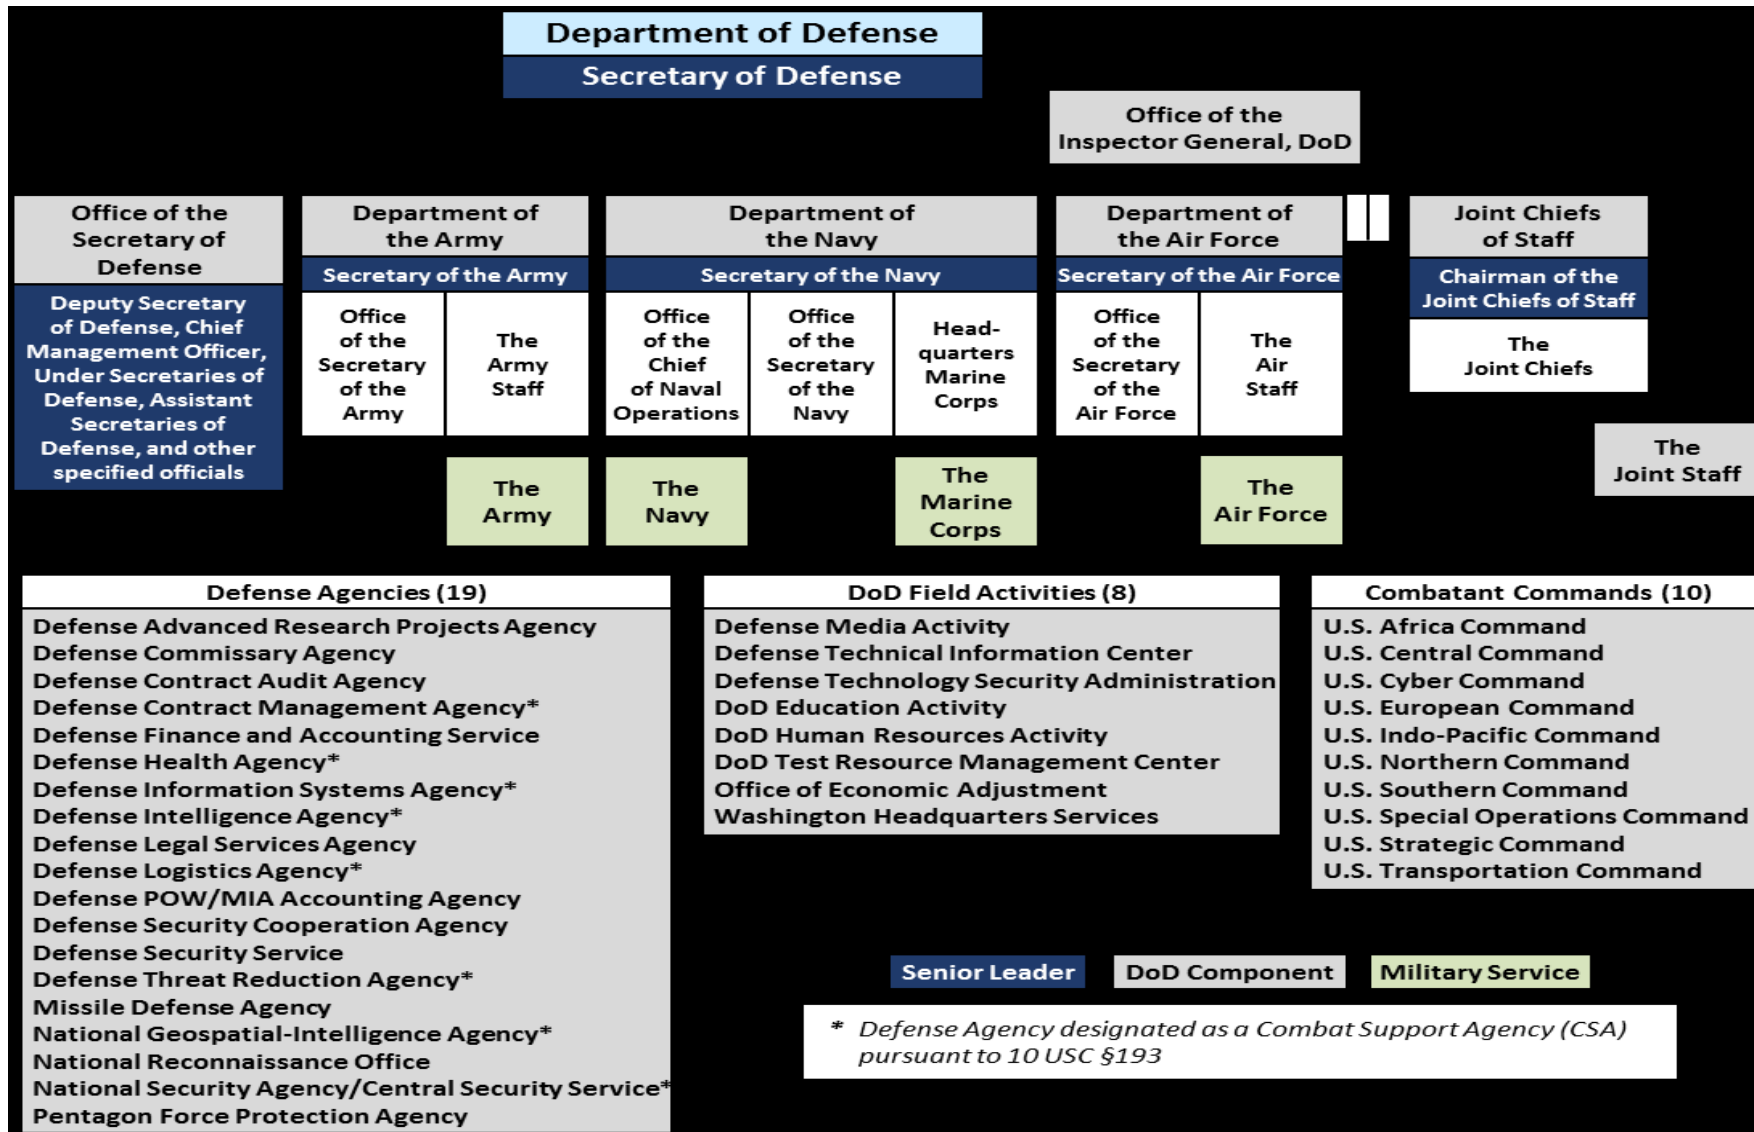 Department of Defense
Secretary of Defense
Office of the
Inspector General, DoD
Office of the
Secretary of
Defense
Deputy Secretary
of Defense, Chief
Management Officer,
Under Secretaries of
Defense, Assistant
Secretaries of
Defense, and other
specified officials
Department of
the Army
Secretary of the Army
Office
of the
Secretary
of the
Army
The
Army
Staff
The
Army
Department of
the Navy
Secretary of the Navy
Office
of the
Chief
of Naval
Operations
Office
of the
Secretary
of the
Navy
Head-
quarters
Marine
Corps
The
Navy
The
Marine
Corps
Department of
the Air Force
Secretary of the Air Force
Office
of the
Secretary
of the
Air Force
The
Air
Staff
The
Air Force
Joint Chiefs
of Staff
Chairman of the
Joint Chiefs of Staff
The
Joint Chiefs
The
Joint Staff
Defense Agencies (19)
Defense Advanced Research Projects Agency
Defense Commissary Agency
Defense Contract Audit Agency
Defense Contract Management Agency*
Defense Finance and Accounting Service
Defense Health Agency*
Defense Information Systems Agency*
Defense Intelligence Agency*
Defense Legal Services Agency
Defense Logistics Agency*
Defense POW/MIA Accounting Agency
Defense Security Cooperation Agency
Defense Security Service
Defense Threat Reduction Agency*
Missile Defense Agency
National Geospatial-Intelligence Agency*
National Reconnaissance Office
National Security Agency/Central Security Service*
Pentagon Force Protection Agency
DoD Field Activities (8)
Defense Media Activity
Defense Technical Information Center
Defense Technology Security Administration
DoD Education Activity
DoD Human Resources Activity
DoD Test Resource Management Center
Office of Economic Adjustment
Washington Headquarters Services
Combatant Commands (10)
U.S. Africa Command
U.S. Central Command
U.S. Cyber Command
U.S. European Command
U.S. Indo-Pacific Command
U.S. Northern Command
U.S. Southern Command
U.S. Special Operations Command
U.S. Strategic Command
U.S. Transportation Command
Senior Leader
DoD Component
Military Service
* Defense Agency designated as a Combat Support Agency (CSA)
pursuant to 10 USC §193